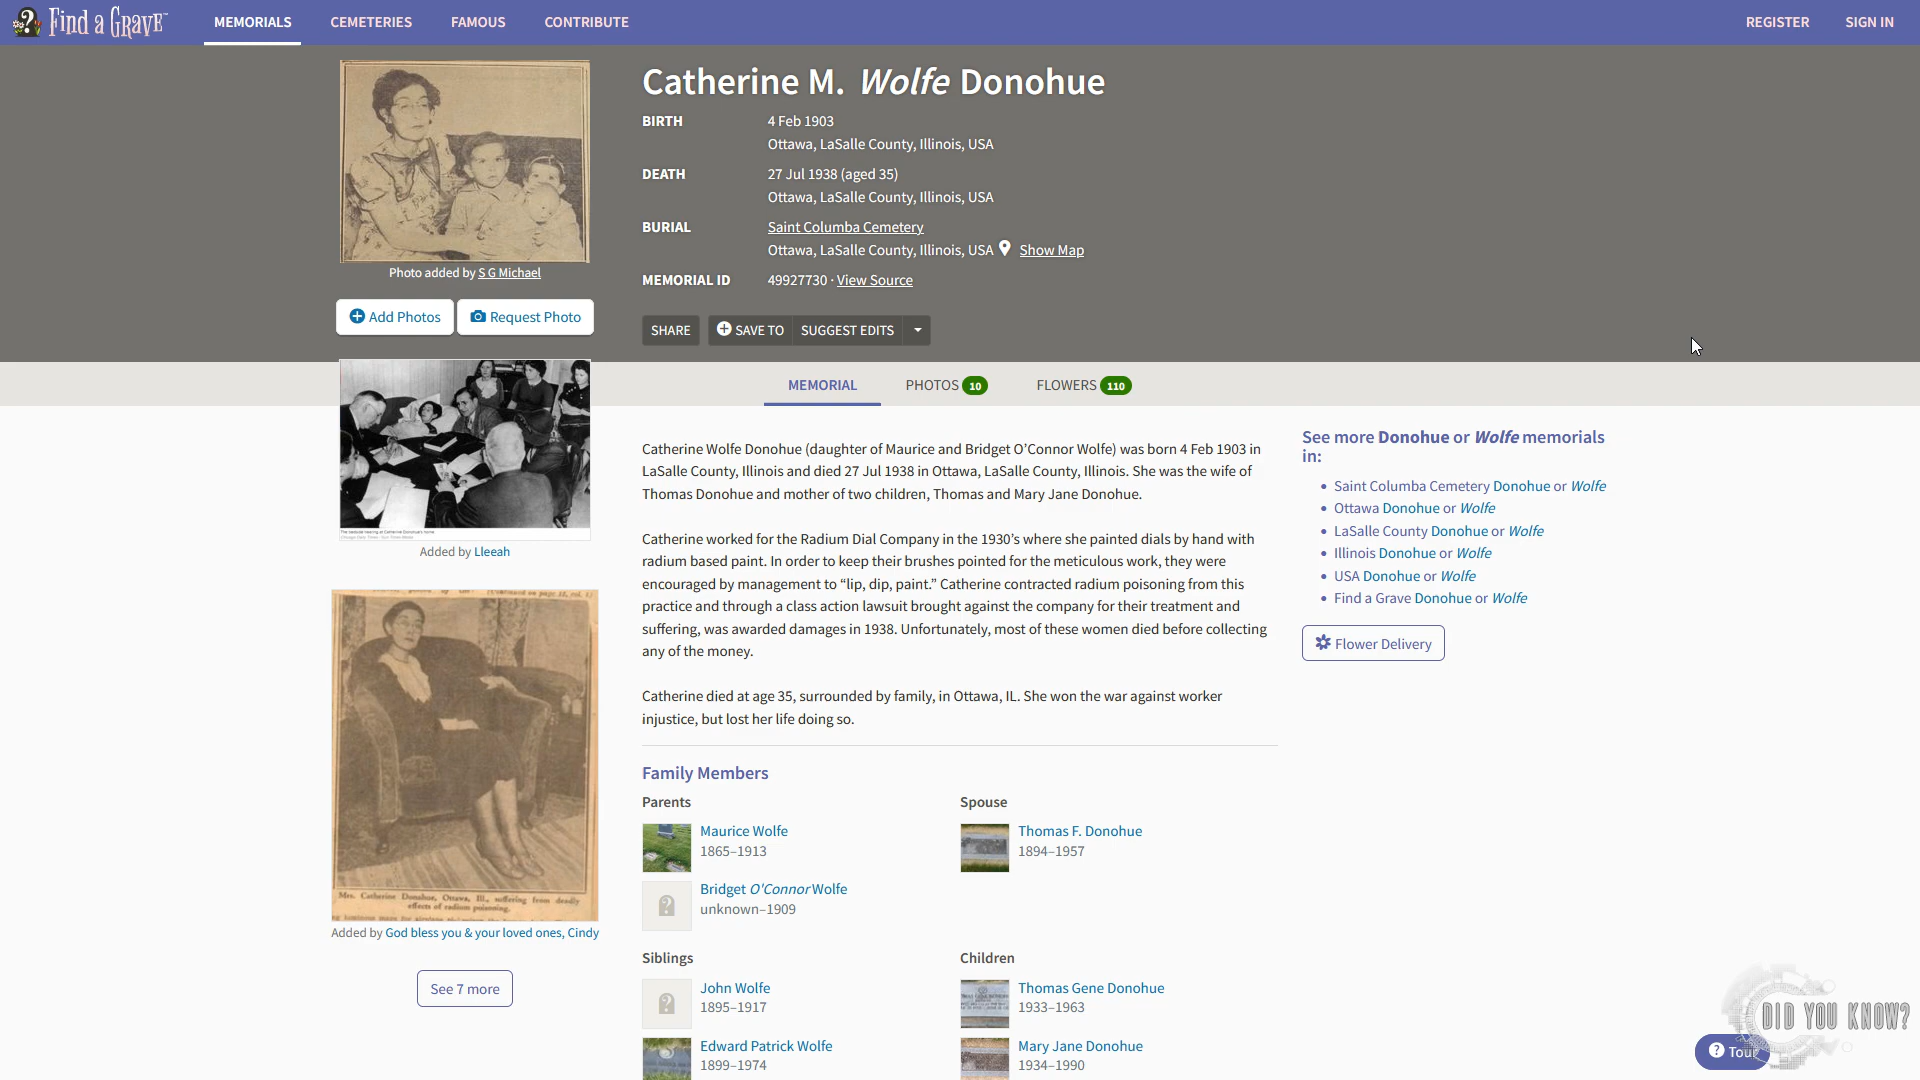 Find a Grave™
MEMORIALS
CEMETERIES
FAMOUS
CONTRIBUTE
REGISTER
SIGN IN
Catherine M. Wolfe Donohue
BIRTH 4 Feb 1903
Ottawa, LaSalle County, Illinois, USA
DEATH 27 Jul 1938 (aged 35)
Ottawa, LaSalle County, Illinois, USA
BURIAL Saint Columba Cemetery
Ottawa, LaSalle County, Illinois, USA Show Map
MEMORIAL ID 49927730 · View Source
SHARE
SAVE TO
SUGGEST EDITS
Photo added by S G Michael
Add Photos
Request Photo
Added by Lleeah
Mrs. Catherine Donohue, Ottawa, Ill., suffering from deadly
effects of radium poisoning.
Added by God bless you & your loved ones, Cindy
See 7 more
MEMORIAL
PHOTOS 10
FLOWERS 110
Catherine Wolfe Donohue (daughter of Maurice and Bridget O’Connor Wolfe) was born 4 Feb 1903 in
LaSalle County, Illinois and died 27 Jul 1938 in Ottawa, LaSalle County, Illinois. She was the wife of
Thomas Donohue and mother of two children, Thomas and Mary Jane Donohue.
Catherine worked for the Radium Dial Company in the 1930’s where she painted dials by hand with
radium based paint. In order to keep their brushes pointed for the meticulous work, they were
encouraged by management to “lip, dip, paint.” Catherine contracted radium poisoning from this
practice and through a class action lawsuit brought against the company for their treatment and
suffering, was awarded damages in 1938. Unfortunately, most of these women died before collecting
any of the money.
Catherine died at age 35, surrounded by family, in Ottawa, IL. She won the war against worker
injustice, but lost her life doing so.
Family Members
Parents
Maurice Wolfe
1865–1913
Bridget O'Connor Wolfe
unknown–1909
Spouse
Thomas F. Donohue
1894–1957
Siblings
John Wolfe
1895–1917
Edward Patrick Wolfe
1899–1974
Children
Thomas Gene Donohue
1933–1963
Mary Jane Donohue
1934–1990
See more Donohue or Wolfe memorials
in:
Saint Columba Cemetery Donohue or Wolfe
Ottawa Donohue or Wolfe
LaSalle County Donohue or Wolfe
Illinois Donohue or Wolfe
USA Donohue or Wolfe
Find a Grave Donohue or Wolfe
Flower Delivery
DID YOU KNOW?
Tour